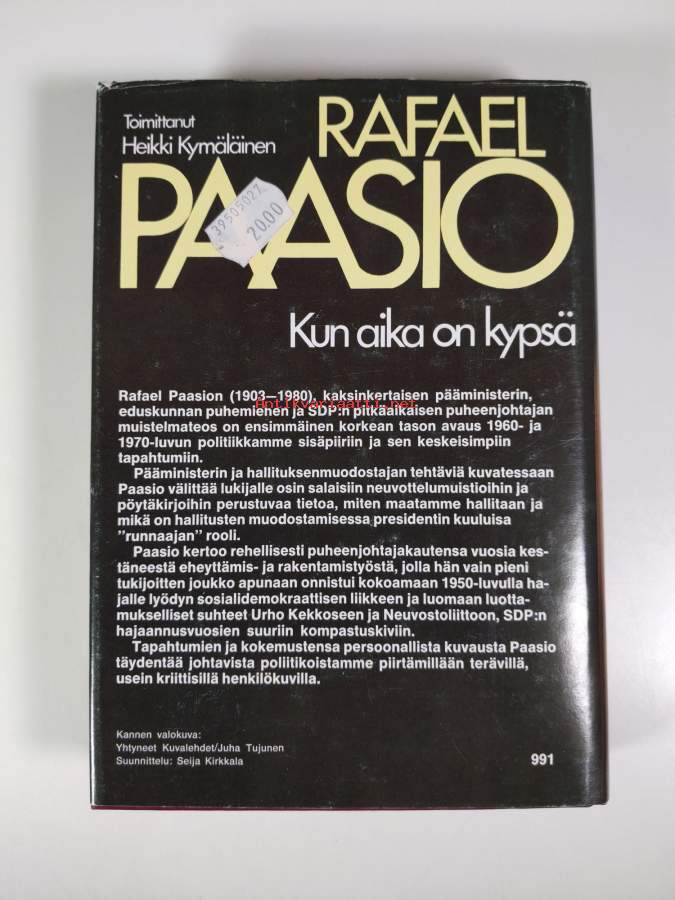 Toimittanut
Heikki Kymäläinen
RAFAEL
PAASIO
39505027
20.00
Kun aika on kypsä
Rafael Paasion (1903—1980), kaksinkertaisen pääministerin,
eduskunnan puhemiehen ja SDP:n pitkäaikaisen puheenjohtajan
Antikvariaatti.net
muistelmateos on ensimmäinen korkean tason avaus 1960- ja
1970-luvun politiikkamme sisäpiiriin ja sen keskeisimpiin
tapahtumiin.
Pääministerin ja hallituksenmuodostajan tehtäviä kuvatessaan
Paasio välittää lukijalle osin salaisiin neuvottelumuistioihin ja
pöytäkirjoihin perustuvaa tietoa, miten maatamme hallitaan ja
mikä on hallitusten muodostamisessa presidentin kuuluisa
”runnaajan” rooli.
Paasio kertoo rehellisesti puheenjohtajakautensa vuosia kes-
täneestä eheyttämis- ja rakentamistyöstä, jolla hän vain pieni
tukijoitten joukko apunaan onnistui kokoamaan 1950-luvulla ha-
jalle lyödyn sosialidemokraattisen liikkeen ja luomaan luotta-
mukselliset suhteet Urho Kekkoseen ja Neuvostoliittoon, SDP:n
hajaannusvuosien suuriin kompastuskiviin.
Tapahtumien ja kokemustensa persoonallista kuvausta Paasio
täydentää johtavista poliitikoistamme piirtämillään terävillä,
usein kriittisillä henkilökuvilla.
Kannen valokuva:
Yhtyneet Kuvalehdet/Juha Tujunen
Suunnittelu: Seija Kirkkala
991